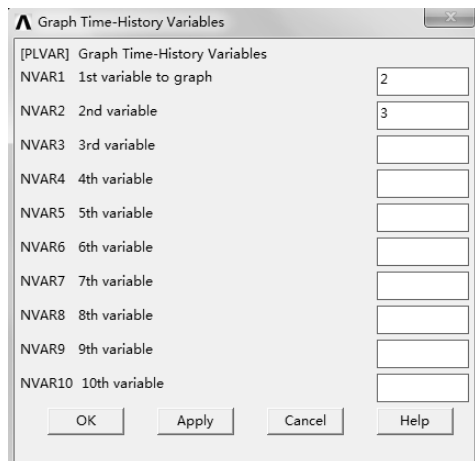 Graph Time-History Variables
[PLVAR] Graph Time-History Variables
NVAR1 1st variable to graph 2
NVAR2 2nd variable 3
NVAR3 3rd variable
NVAR4 4th variable
NVAR5 5th variable
NVAR6 6th variable
NVAR7 7th variable
NVAR8 8th variable
NVAR9 9th variable
NVAR10 10th variable
OK Apply Cancel Help